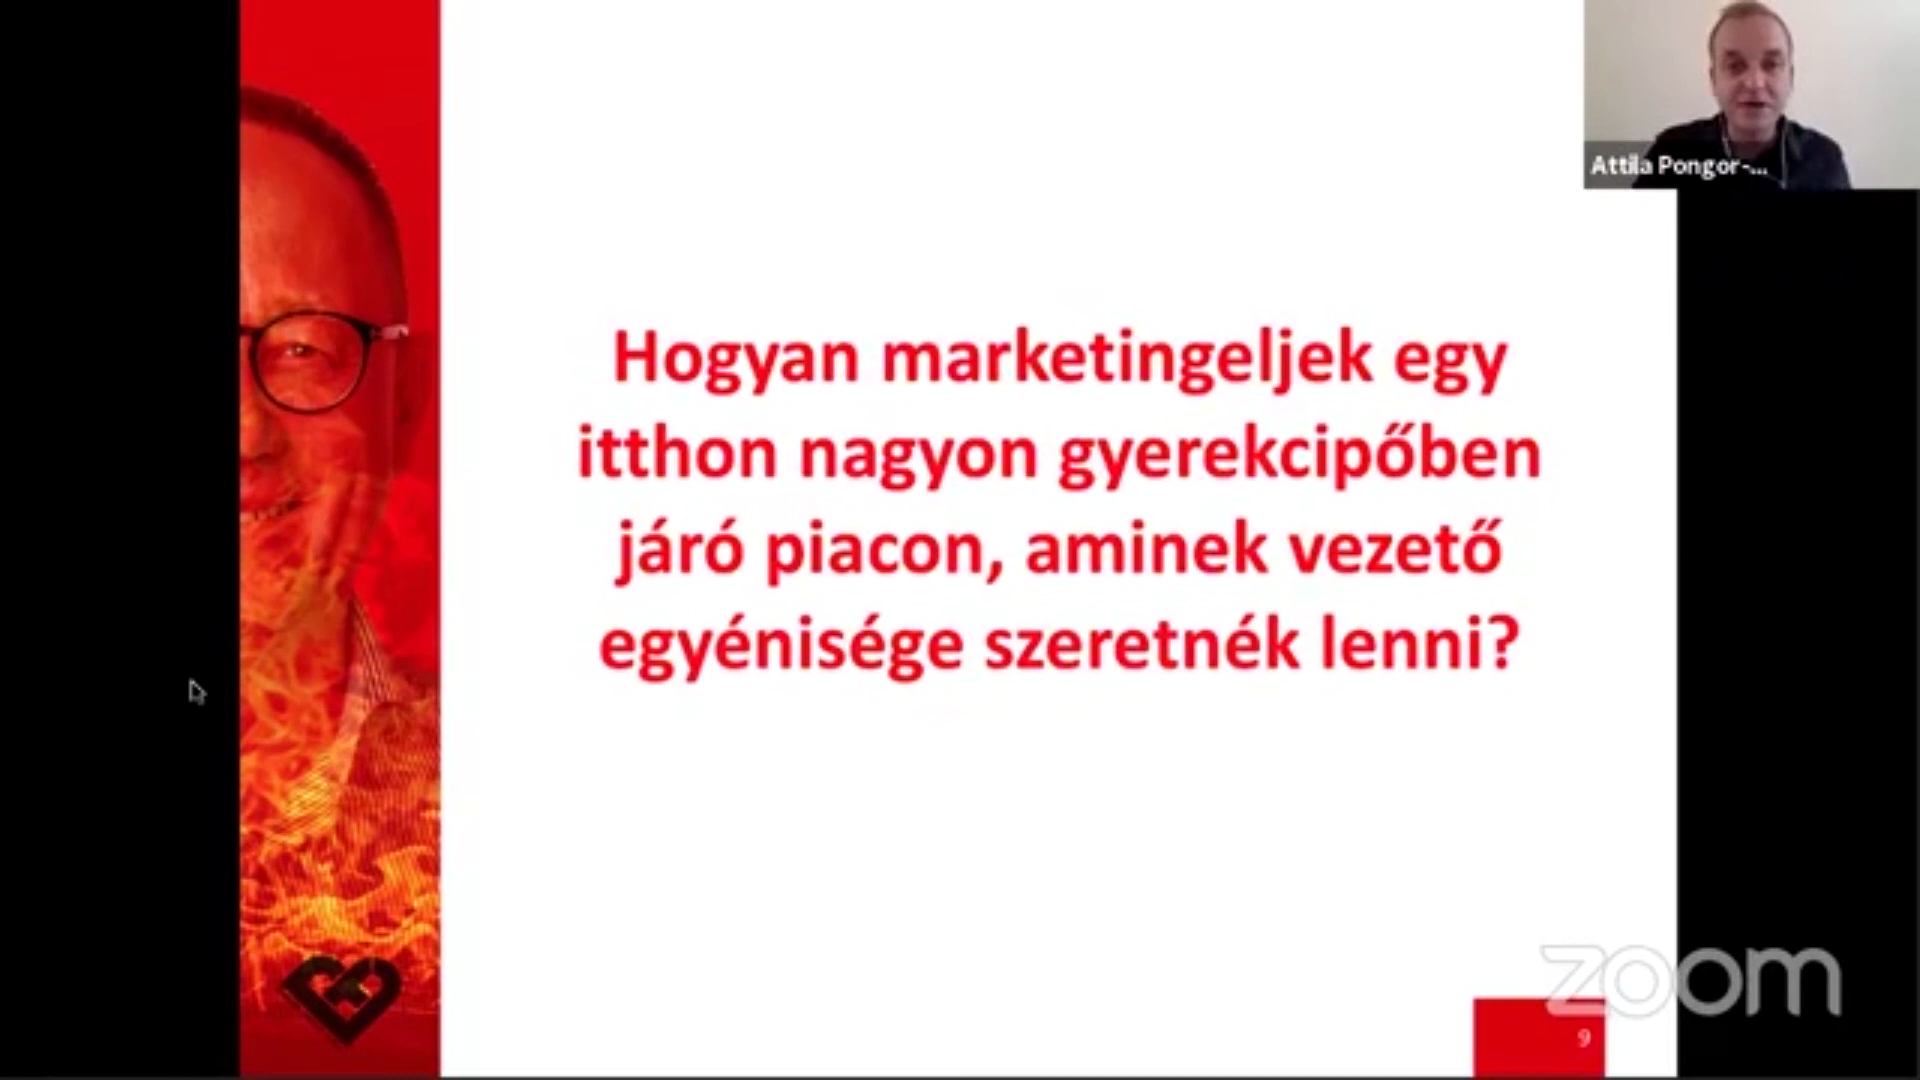 Attila Pongor-...
Hogyan marketingeljek egy
itthon nagyon gyerekcipőben
járó piacon, aminek vezető
egyénisége szeretnék lenni?
zoom
9